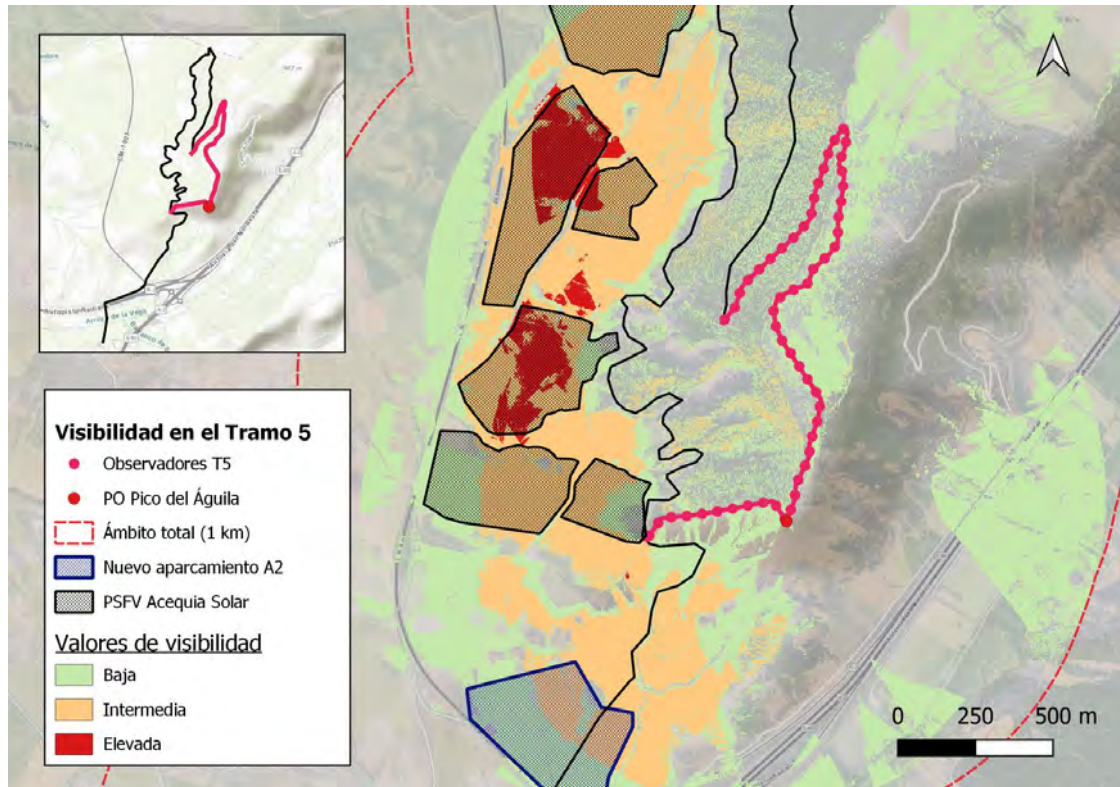 Visibilidad en el Tramo 5
Observadores T5
PO Pico del Águila
Ámbito total (1 km)
Nuevo aparcamiento A2
PSFV Acequia Solar
Valores de visibilidad
Baja
Intermedia
Elevada
0 250 500 m